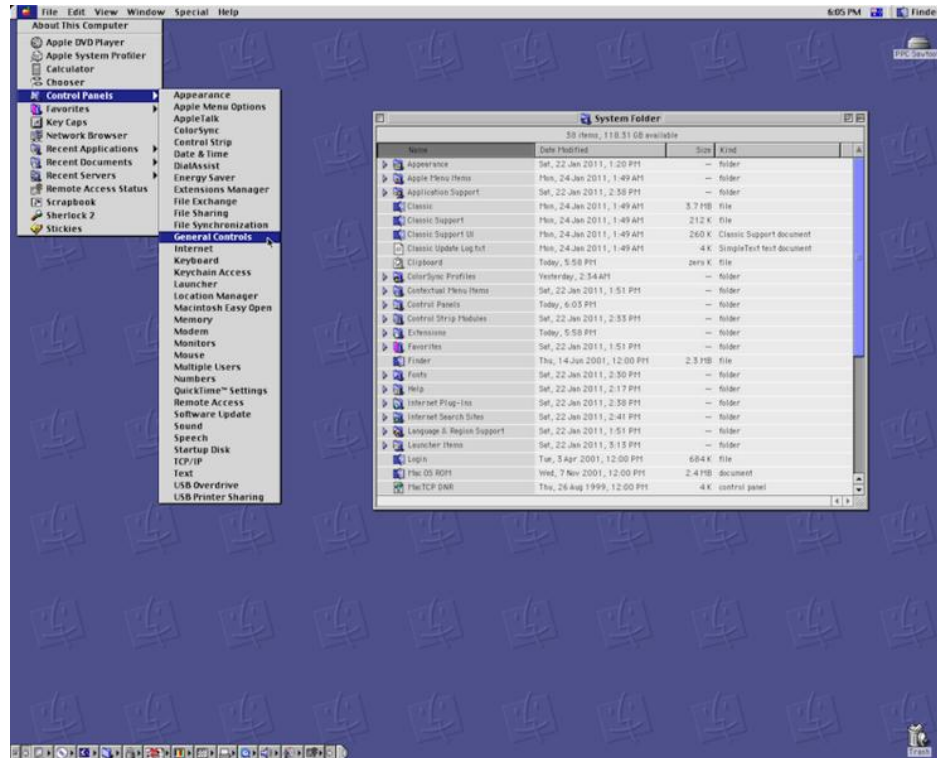 File Edit View Window Special Help
6:05 PM
Finde
About This Computer
Apple DVD Player
Apple System Profiler
Calculator
Chooser
Control Panels
Favorites
Key Caps
Network Browser
Recent Applications
Recent Documents
Recent Servers
Remote Access Status
Scrapbook
Sherlock 2
Stickies
Appearance
Apple Menu Options
AppleTalk
ColorSync
Control Strip
Date & Time
DialAssist
Energy Saver
Extensions Manager
File Exchange
File Sharing
File Synchronization
General Controls
Internet
Keyboard
Keychain Access
Launcher
Location Manager
Macintosh Easy Open
Memory
Modem
Monitors
Mouse
Multiple Users
Numbers
QuickTime™ Settings
Remote Access
Software Update
Sound
Speech
Startup Disk
TCP/IP
Text
USB Overdrive
USB Printer Sharing
PPC Sawtoo
System Folder
58 items, 118.31 GB available
Name Date Modified Size Kind
Appearance Sat, 22 Jan 2011, 1:20 PM — folder
Apple Menu Items Mon, 24 Jan 2011, 1:49 AM — folder
Application Support Sat, 22 Jan 2011, 2:38 PM — folder
Classic Mon, 24 Jan 2011, 1:49 AM 3.7 MB file
Classic Support Mon, 24 Jan 2011, 1:49 AM 212 K file
Classic Support UI Mon, 24 Jan 2011, 1:49 AM 260 K Classic Support document
Classic Update Log.txt Mon, 24 Jan 2011, 1:49 AM 4 K SimpleText text document
Clipboard Today, 5:58 PM zero K file
ColorSync Profiles Yesterday, 2:34 AM — folder
Contextual Menu Items Sat, 22 Jan 2011, 1:51 PM — folder
Control Panels Today, 6:03 PM — folder
Control Strip Modules Sat, 22 Jan 2011, 2:33 PM — folder
Extensions Today, 5:58 PM — folder
Favorites Sat, 22 Jan 2011, 1:51 PM — folder
Finder Thu, 14 Jun 2001, 12:00 PM 2.3 MB file
Fonts Sat, 22 Jan 2011, 2:30 PM — folder
Help Sat, 22 Jan 2011, 2:17 PM — folder
Internet Plug-Ins Sat, 22 Jan 2011, 2:38 PM — folder
Internet Search Sites Sat, 22 Jan 2011, 2:41 PM — folder
Language & Region Support Sat, 22 Jan 2011, 1:51 PM — folder
Launcher Items Sat, 22 Jan 2011, 3:13 PM — folder
Login Tue, 3 Apr 2001, 12:00 PM 684 K file
Mac OS ROM Wed, 7 Nov 2001, 12:00 PM 2.4 MB document
MacTCP DNR Thu, 26 Aug 1999, 12:00 PM 4 K control panel
Trash